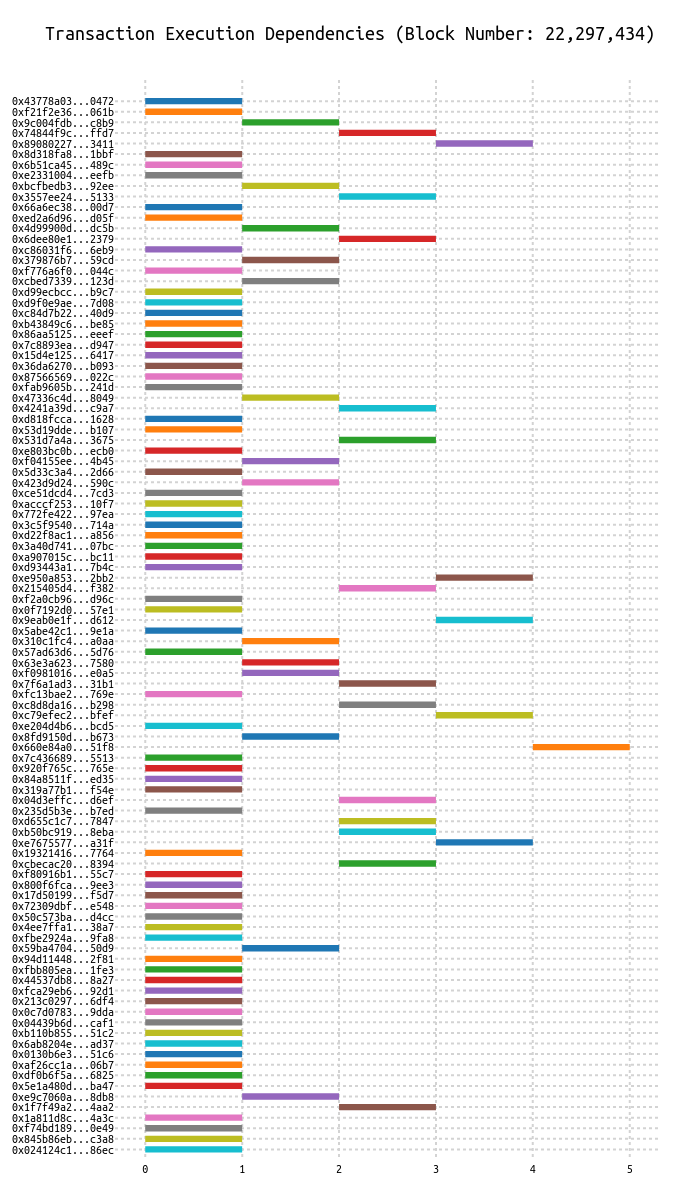 Transaction Execution Dependencies (Block Number: 22,297,434)
0x43778a03...0472
0xf21f2e36...061b
0x9c004fdb...c8b9
0x74844f9c...ffd7
0x89080227...3411
0x8d318fa8...1bbf
0x6b51ca45...489c
0xe2331004...eefb
0xbcfbedb3...92ee
0x3557ee24...5133
0x66a6ec38...00d7
0xed2a6d96...d05f
0x4d99900d...dc5b
0x6dee80e1...2379
0xc86031f6...6eb9
0x379876b7...59cd
0xf776a6f0...044c
0xcbed7339...123d
0xd99ecbcc...b9c7
0xd9f0e9ae...7d08
0xc84d7b22...40d9
0xb43849c6...be85
0x86aa5125...eeef
0x7c8893ea...d947
0x15d4e125...6417
0x36da6270...b093
0x87566569...022c
0xfab9605b...241d
0x47336c4d...8049
0x4241a39d...c9a7
0xd818fcca...1628
0x53d19dde...b107
0x531d7a4a...3675
0xe803bc0b...ecb0
0xf04155ee...4b45
0x5d33c3a4...2d66
0x423d9d24...590c
0xce51dcd4...7cd3
0xacccf253...10f7
0x772fe422...97ea
0x3c5f9540...714a
0xd22f8ac1...a856
0x3a40d741...07bc
0xa907015c...bc11
0xd93443a1...7b4c
0xe950a853...2bb2
0x215405d4...f382
0xf2a0cb96...d96c
0x0f7192d0...57e1
0x9eab0e1f...d612
0x5abe42c1...9e1a
0x310c1fc4...a0aa
0x57ad63d6...5d76
0x63e3a623...7580
0xf0981016...e0a5
0x7f6a1ad3...31b1
0xfc13bae2...769e
0xc8d8da16...b298
0xc79efec2...bfef
0xe204d4b6...bcd5
0x8fd9150d...b673
0x660e84a0...51f8
0x7c436689...5513
0x920f765c...765e
0x84a8511f...ed35
0x319a77b1...f54e
0x04d3effc...d6ef
0x235d5b3e...b7ed
0xd655c1c7...7847
0xb50bc919...8eba
0xe7675577...a31f
0x19321416...7764
0xcbecac20...8394
0xf80916b1...55c7
0x800f6fca...9ee3
0x17d50199...f5d7
0x72309dbf...e548
0x50c573ba...d4cc
0x4ee7ffa1...38a7
0xfbe2924a...9fa8
0x59ba4704...50d9
0x94d11448...2f81
0xfbb805ea...1fe3
0x44537db8...8a27
0xfca29eb6...92d1
0x213c0297...6df4
0x0c7d0783...9dda
0x04439b6d...caf1
0xb110b855...51c2
0x6ab8204e...ad37
0x0130b6e3...51c6
0xaf26cc1a...06b7
0xdf0b6f5a...6825
0x5e1a480d...ba47
0xe9c7060a...8db8
0x1f7f49a2...4aa2
0x1a811d8c...4a3c
0xf74bd189...0e49
0x845b86eb...c3a8
0x024124c1...86ec
0 1 2 3 4 5